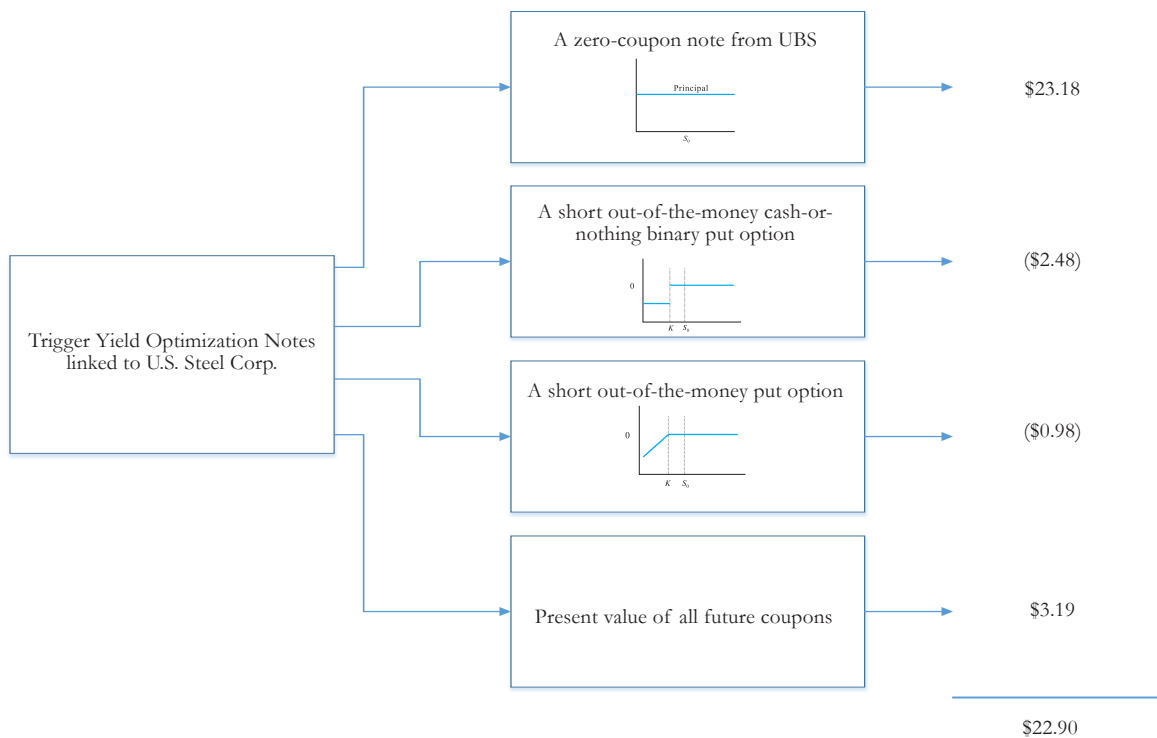 A zero-coupon note from UBS
Principal
S₀
$23.18
A short out-of-the-money cash-or-
nothing binary put option
0
K S₀
($2.48)
Trigger Yield Optimization Notes
linked to U.S. Steel Corp.
A short out-of-the-money put option
0
K S₀
($0.98)
Present value of all future coupons
$3.19
$22.90